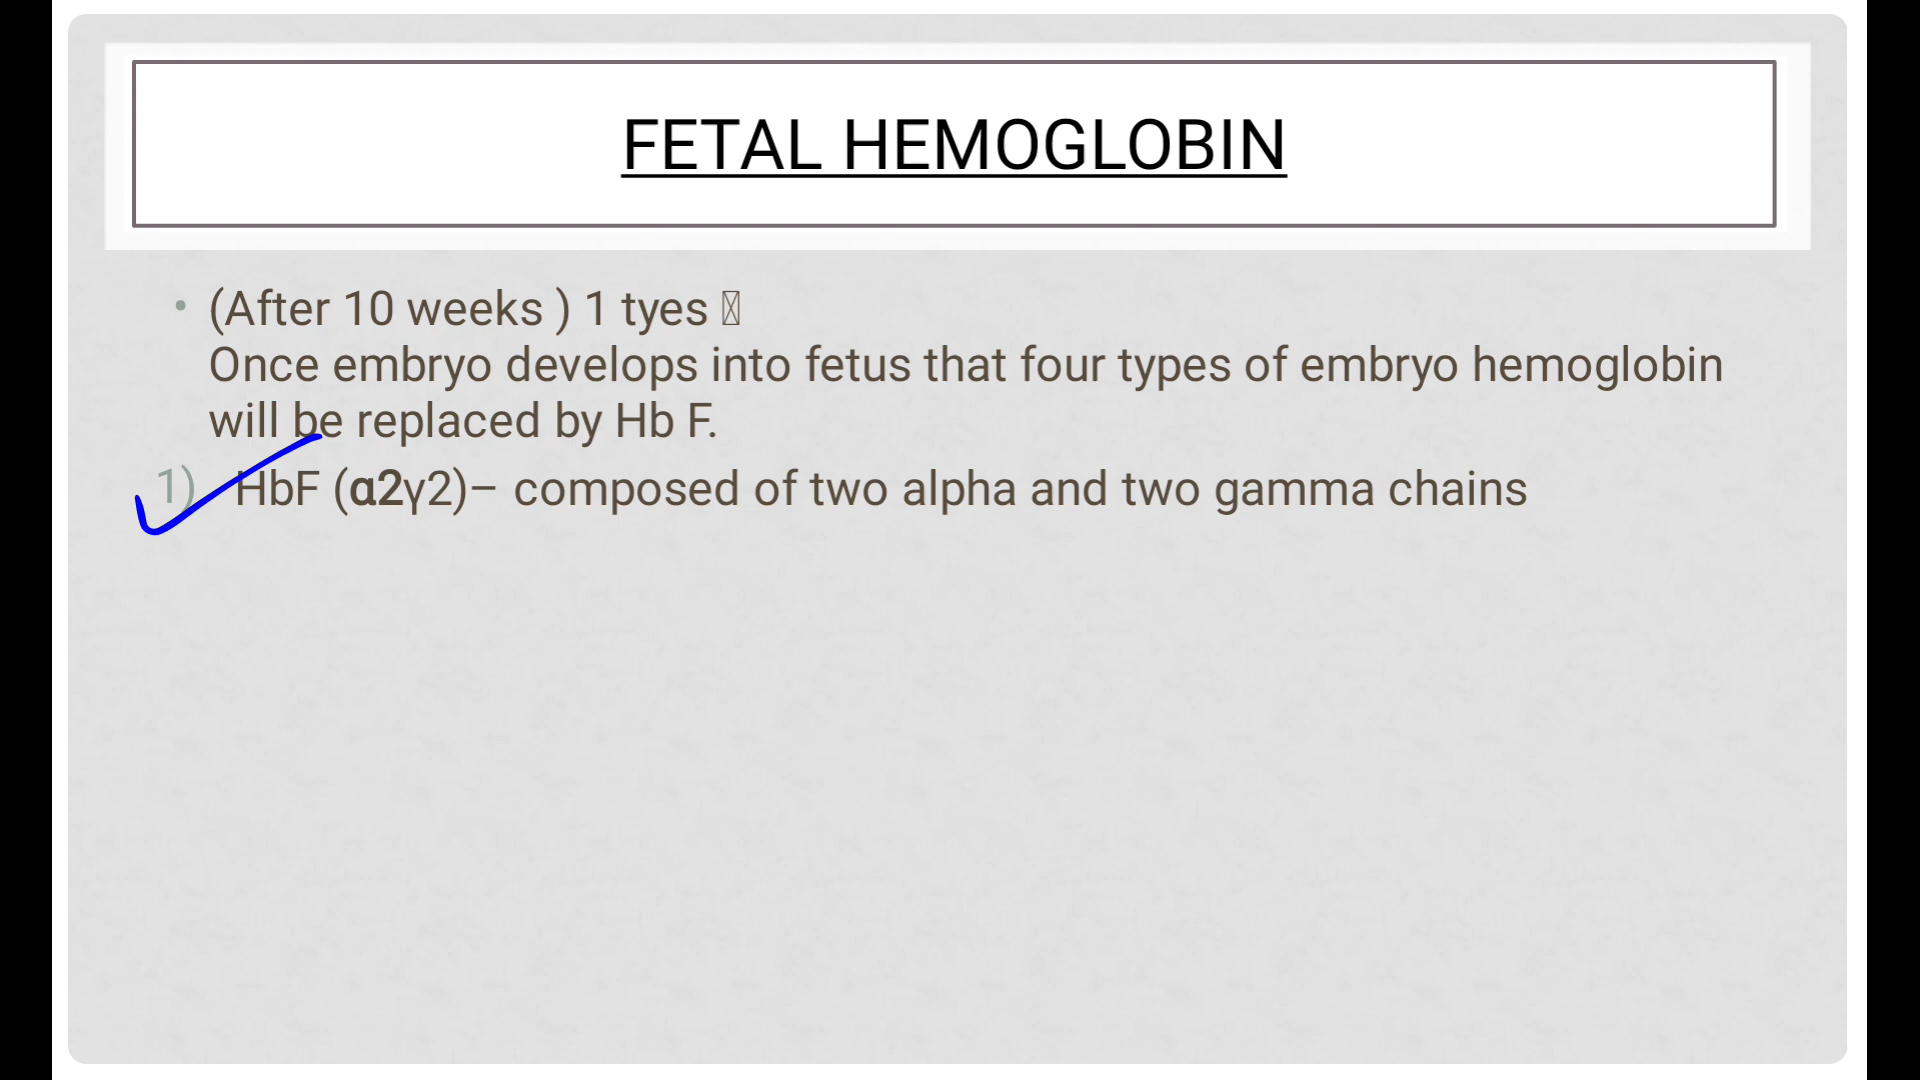 FETAL HEMOGLOBIN
• (After 10 weeks ) 1 tyes
Once embryo develops into fetus that four types of embryo hemoglobin
will be replaced by Hb F.
1) HbF (α2γ2)– composed of two alpha and two gamma chains